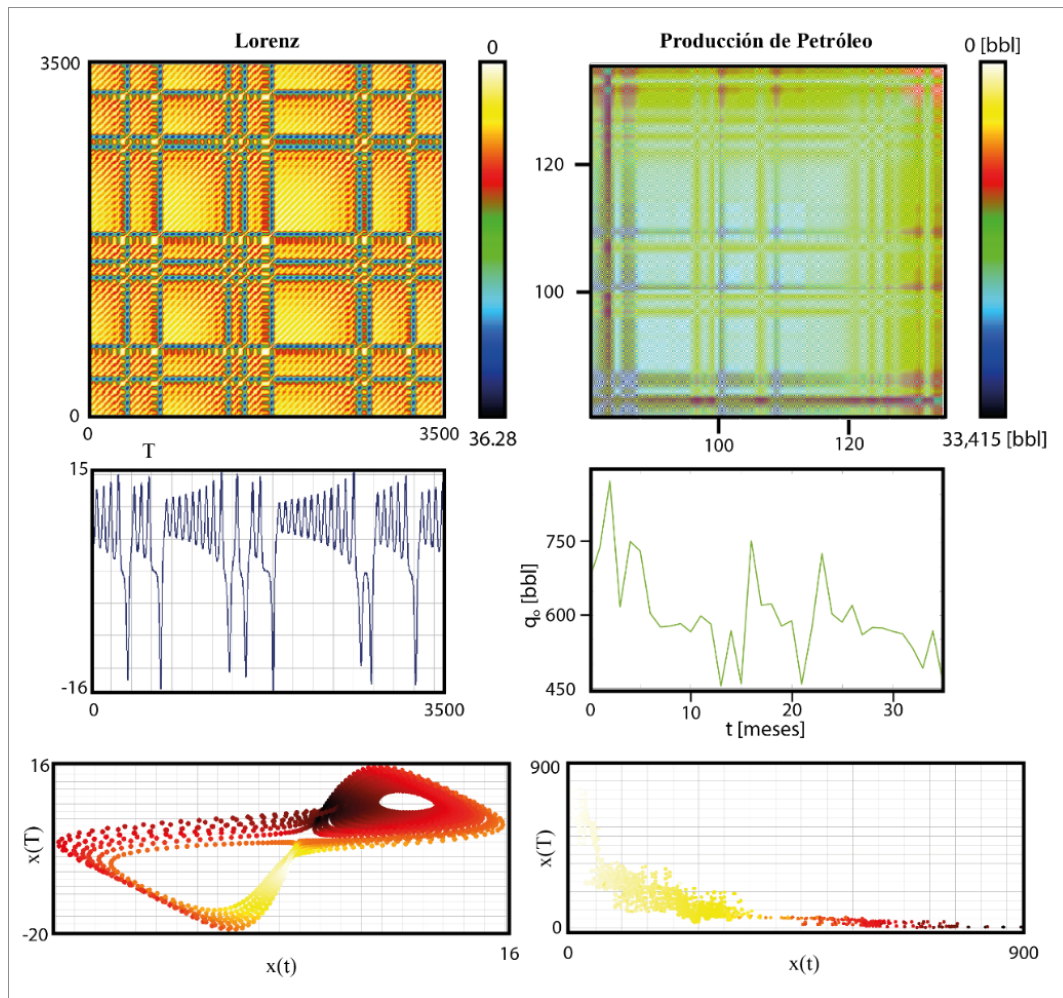 Lorenz
0
3500
0
0
3500
36.28
Producción de Petróleo
0 [bbl]
120
100
100
120
33,415 [bbl]
T
15
-16
0
3500
750
600
450
qₒ [bbl]
0
10
20
30
t [meses]
16
x(T)
-20
16
x(t)
900
x(T)
0
0
900
x(t)